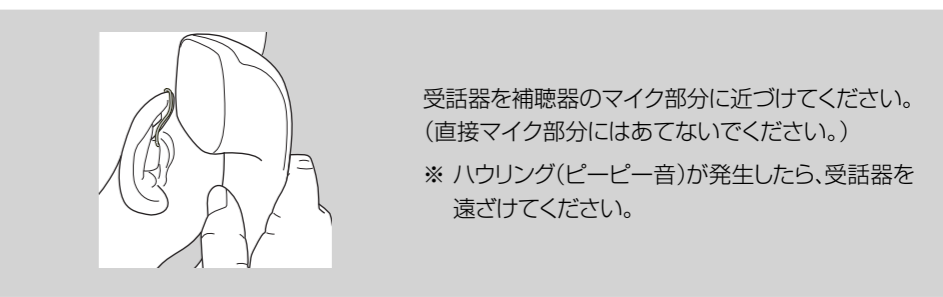 受話器を補聴器のマイク部分に近づけてください。
(直接マイク部分にはあてないでください。)
※ ハウリング(ピーピー音)が発生したら、受話器を
遠ざけてください。